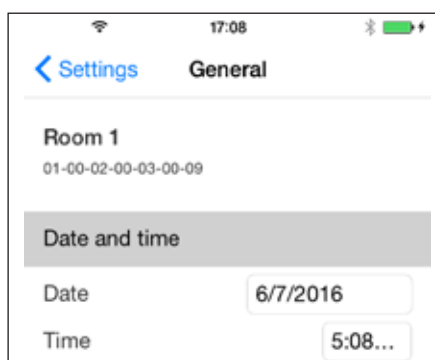 17:08
Settings General
Room 1
01-00-02-00-03-00-09
Date and time
Date 6/7/2016
Time 5:08...